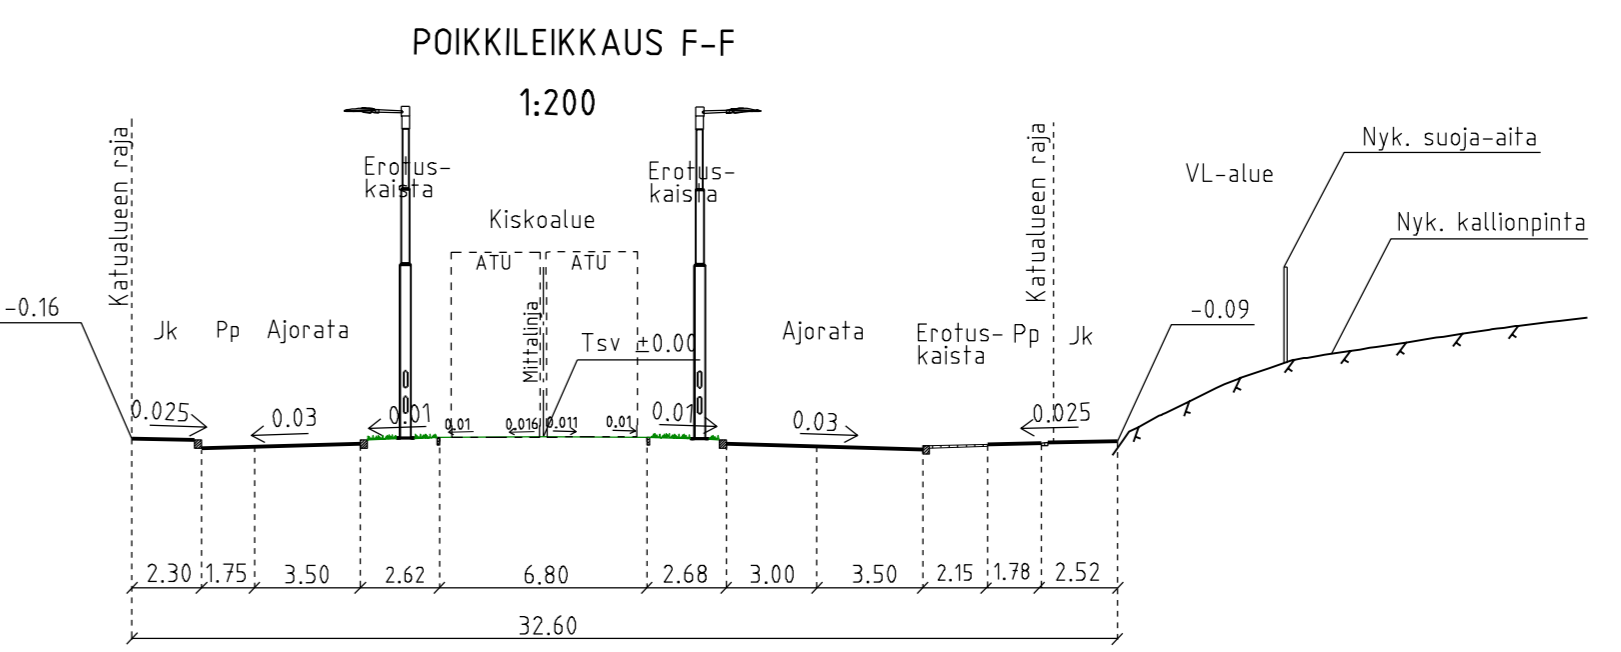 POIKKILEIKKAUS F-F
1:200
Katualueen raja
Erotus-
kaista
Kiskoalue
ATU
ATU
Erotus-
kaista
Katualueen raja
VL-alue
Nyk. suoja-aita
Nyk. kallionpinta
-0.16
Jk
Pp
Ajorata
Mittalinja
Tsv ±0.00
Ajorata
Erotus-
kaista
Pp
Jk
-0.09
0.025
0.03
0.01
0.01
0.016
0.011
0.01
0.01
0.03
0.025
2.30
1.75
3.50
2.62
6.80
2.68
3.00
3.50
2.15
1.78
2.52
32.60